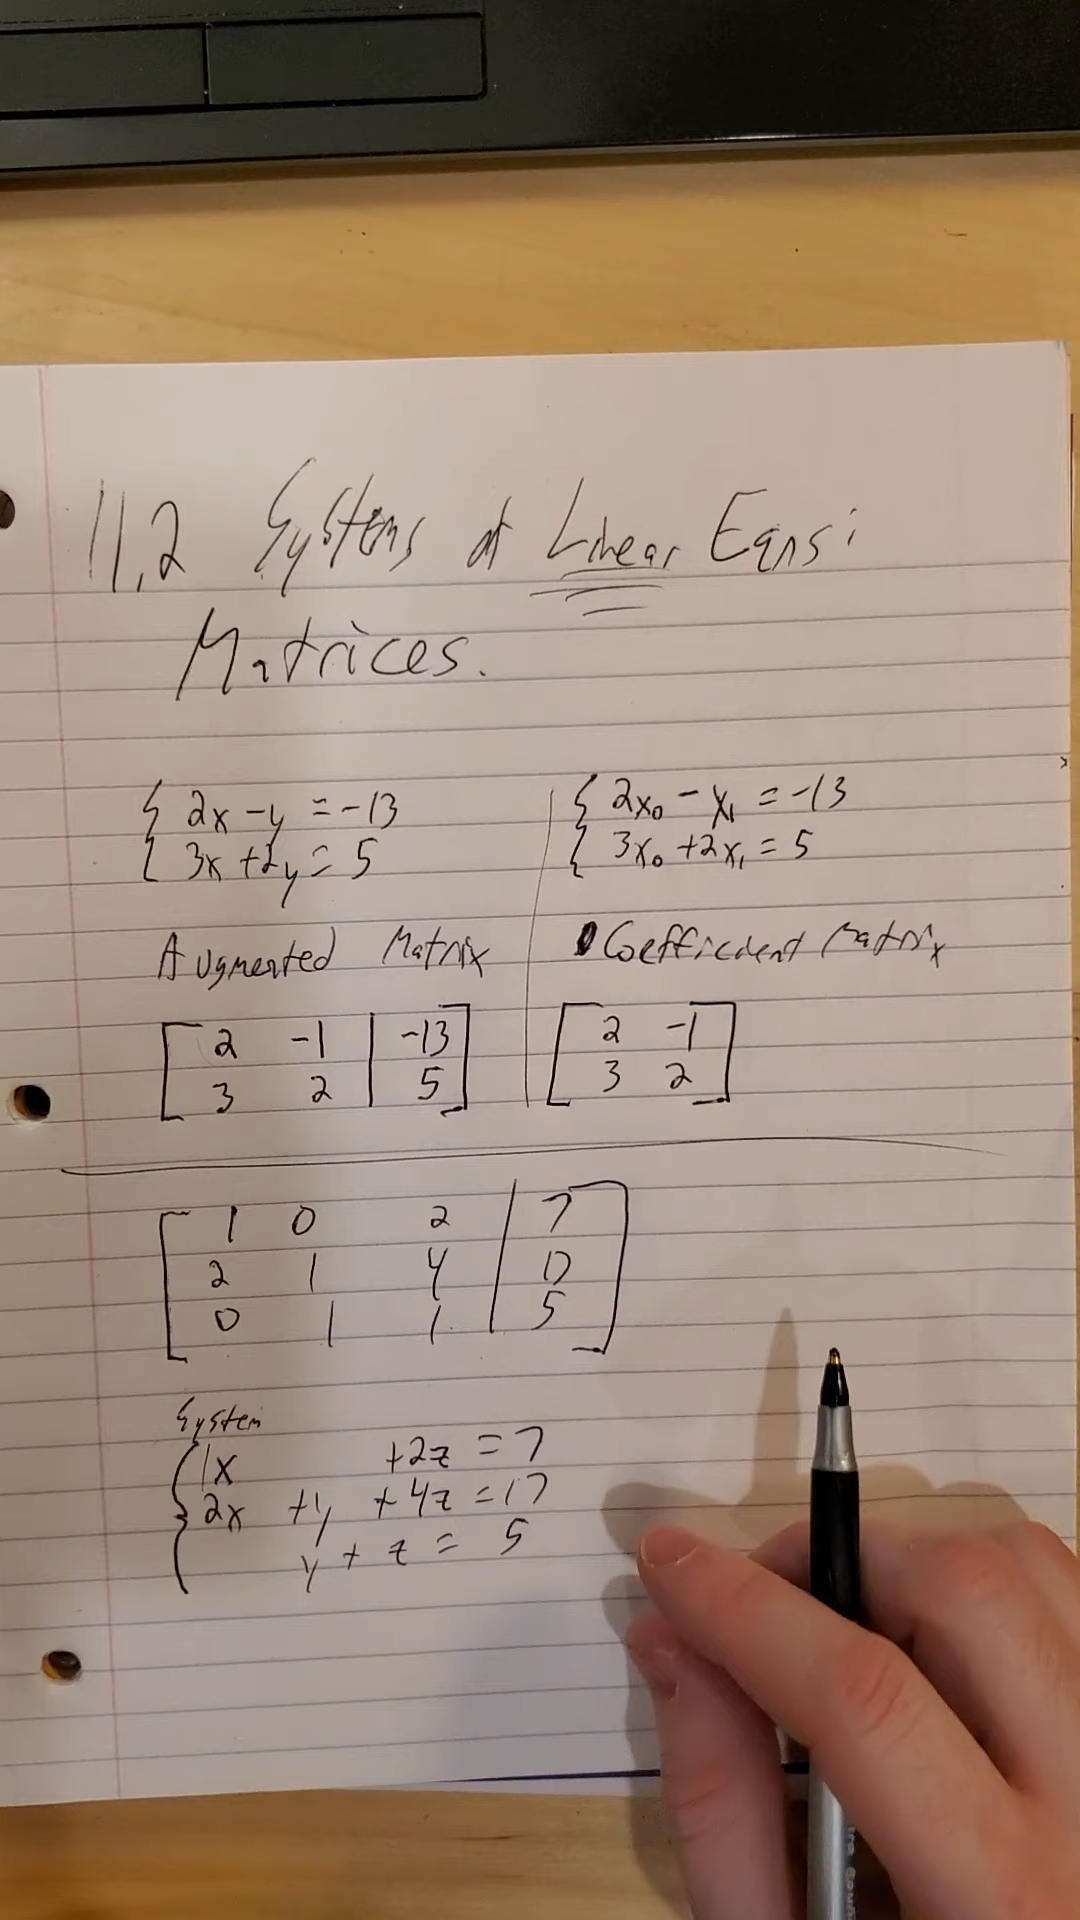 11.2 Systems of Linear Eqns:
Matrices.
{ 2x - y = -13
3x + 2y = 5
{ 2x₀ - x₁ = -13
3x₀ + 2x₁ = 5
Augmented Matrix
Coefficient Matrix
[ 2 -1 | -13
3 2 | 5 ]
[ 2 -1
3 2 ]
[ 1 0 2 | 7
2 1 4 | 17
0 1 1 | 5 ]
System
{ 1x +2z = 7
2x +y +4z = 17
y + z = 5